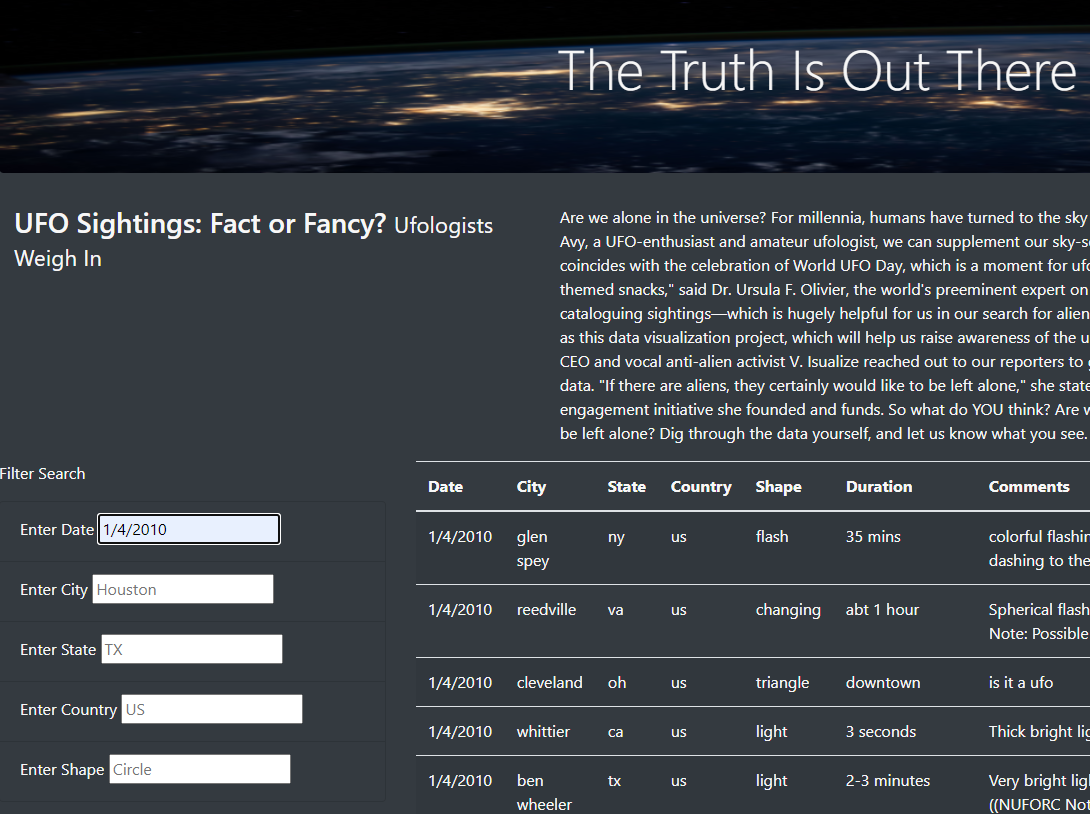 The Truth Is Out There
UFO Sightings: Fact or Fancy? Ufologists
Weigh In
Are we alone in the universe? For millennia, humans have turned to the sky
Avy, a UFO-enthusiast and amateur ufologist, we can supplement our
coincides with the celebration of World UFO Day, which is a moment for
themed snacks," said Dr. Ursula F. Olivier, the world's preeminent expert on
cataloguing sightings—which is hugely helpful for us in our search for alien
as this data visualization project, which will help us raise awareness of the
CEO and vocal anti-alien activist V. Isualize reached out to our reporters to
data. "If there are aliens, they certainly would like to be left alone," she state
engagement initiative she founded and funds. So what do YOU think? Are
be left alone? Dig through the data yourself, and let us know what you see.
Filter Search
Enter Date 1/4/2010
Enter City Houston
Enter State TX
Enter Country US
Enter Shape Circle
Date City State Country Shape Duration Comments
1/4/2010 glen ny us flash 35 mins colorful
spey dashing to the
1/4/2010 reedville va us changing abt 1 hour Spherical flash
Note: Possible
1/4/2010 cleveland oh us triangle downtown is it a ufo
1/4/2010 whittier ca us light 3 seconds Thick bright
1/4/2010 ben tx us light 2-3 minutes Very bright
wheeler ((NUFORC